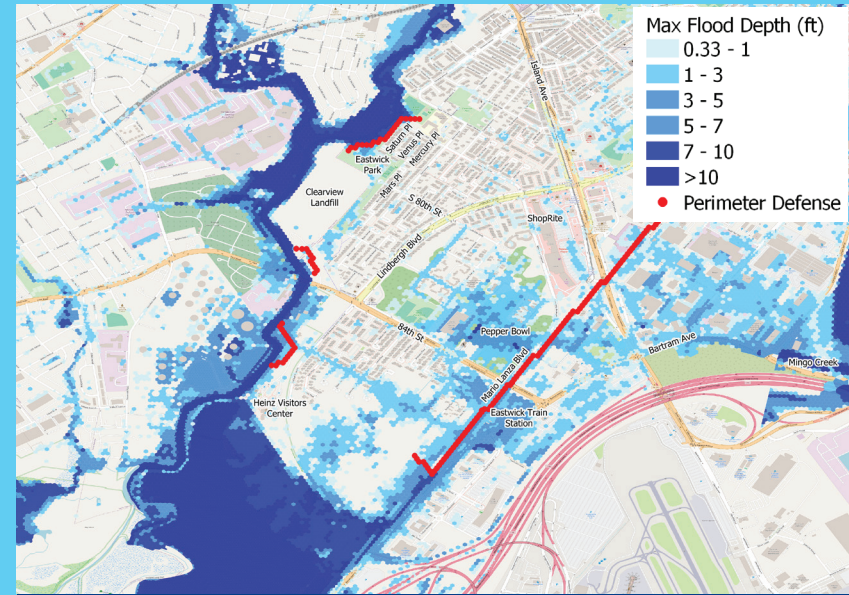 Max Flood Depth (ft)
0.33 - 1
1 - 3
3 - 5
5 - 7
7 - 10
>10
Perimeter Defense
Island Ave
Saturn Pl
Venus Pl
Mercury Pl
Eastwick
Park
Mars Pl
Clearview
Landfill
S 80th St
ShopRite
Lindbergh Blvd
84th St
Pepper Bowl
Bartram Ave
Mario Lanza Blvd
Mingo Creek
Heinz Visitors
Center
Eastwick Train
Station